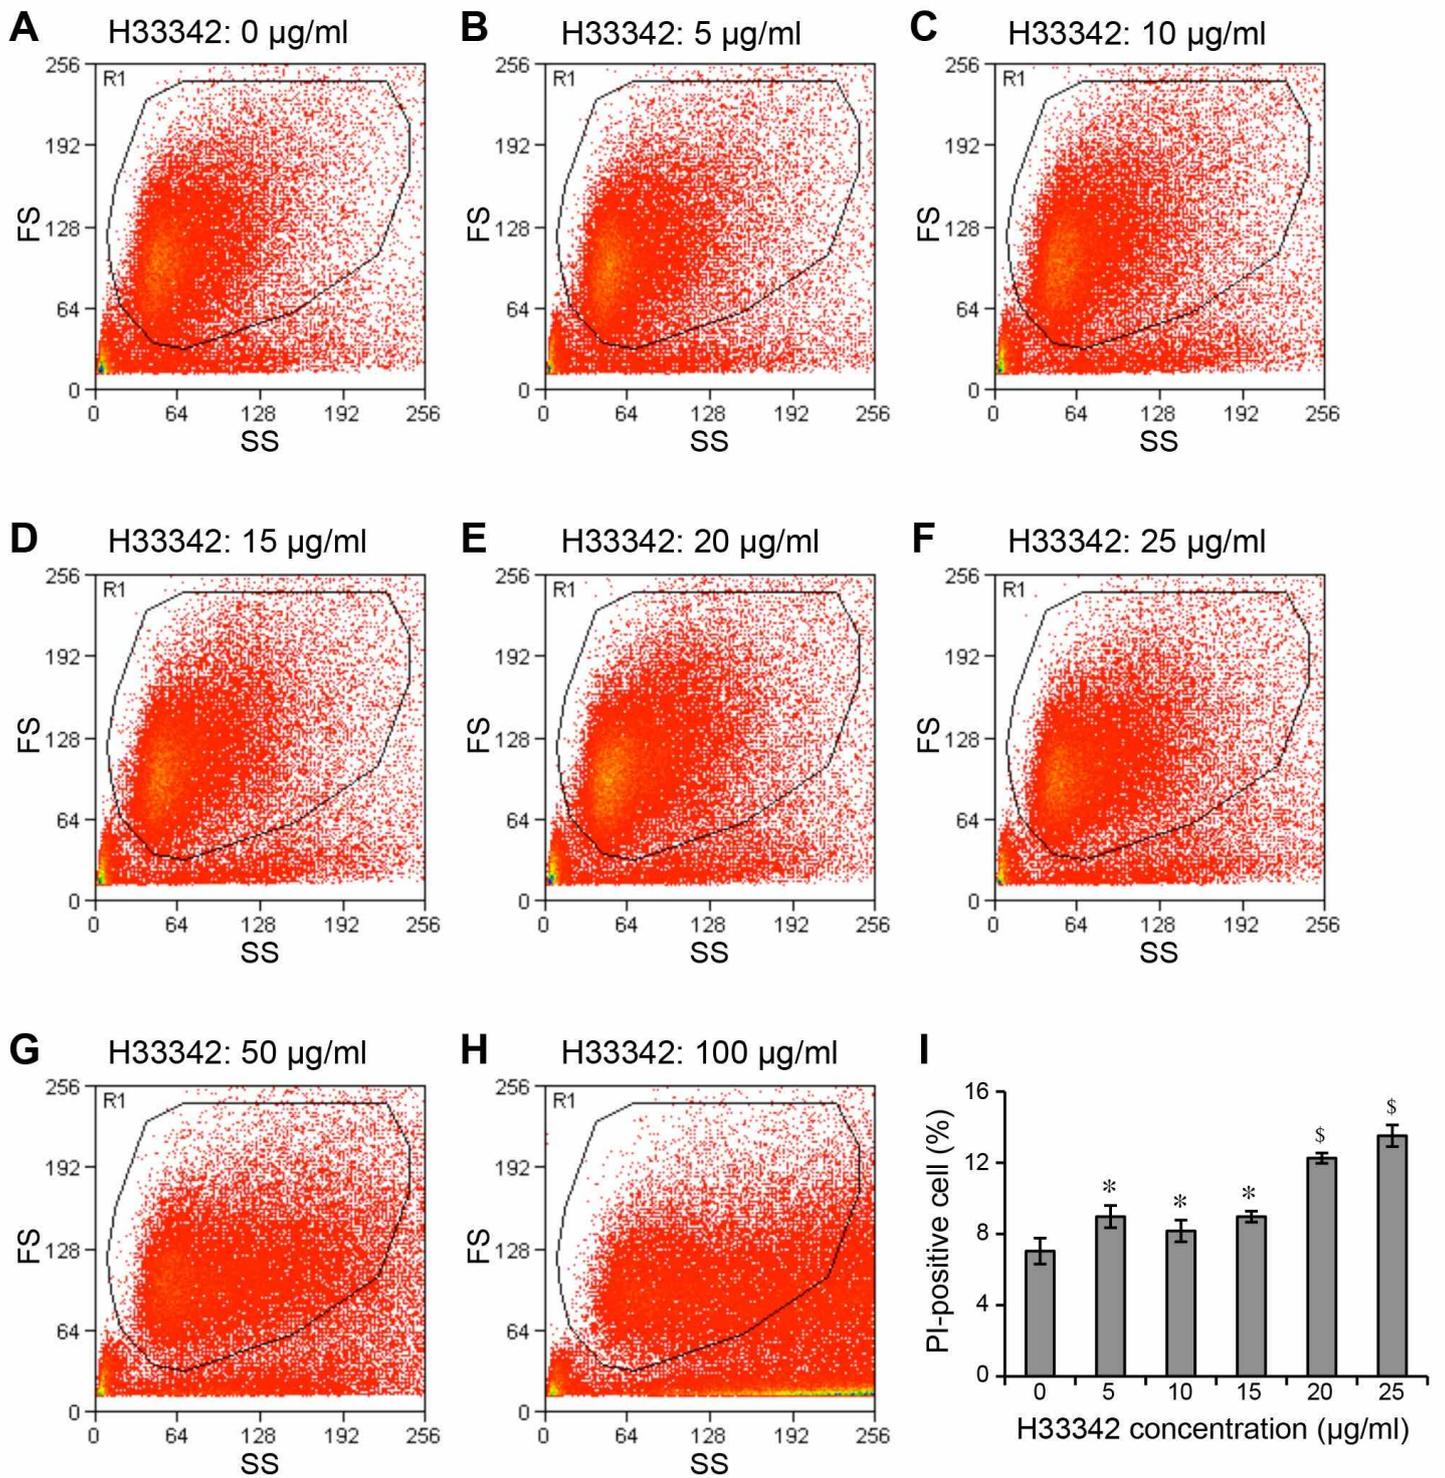 A H33342: 0 µg/ml
B H33342: 5 µg/ml
C H33342: 10 µg/ml
256 R1
192
128
64
0
FS
0 64 128 192 256
SS
256 R1
192
128
64
0
FS
0 64 128 192 256
SS
256 R1
192
128
64
0
FS
0 64 128 192 256
SS
D H33342: 15 µg/ml
E H33342: 20 µg/ml
F H33342: 25 µg/ml
256 R1
192
128
64
0
FS
0 64 128 192 256
SS
256 R1
192
128
64
0
FS
0 64 128 192 256
SS
256 R1
192
128
64
0
FS
0 64 128 192 256
SS
G H33342: 50 µg/ml
H H33342: 100 µg/ml
I
256 R1
192
128
64
0
FS
0 64 128 192 256
SS
256 R1
192
128
64
0
FS
0 64 128 192 256
SS
16
12
8
4
0
PI-positive cell (%)
* * * $ $
0 5 10 15 20 25
H33342 concentration (µg/ml)